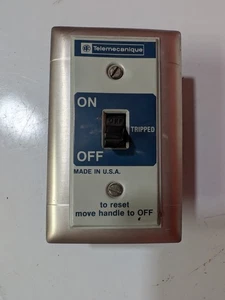 Telemecanique
ON
TRIPPED
OFF
MADE IN U.S.A.
to reset
move handle to OFF